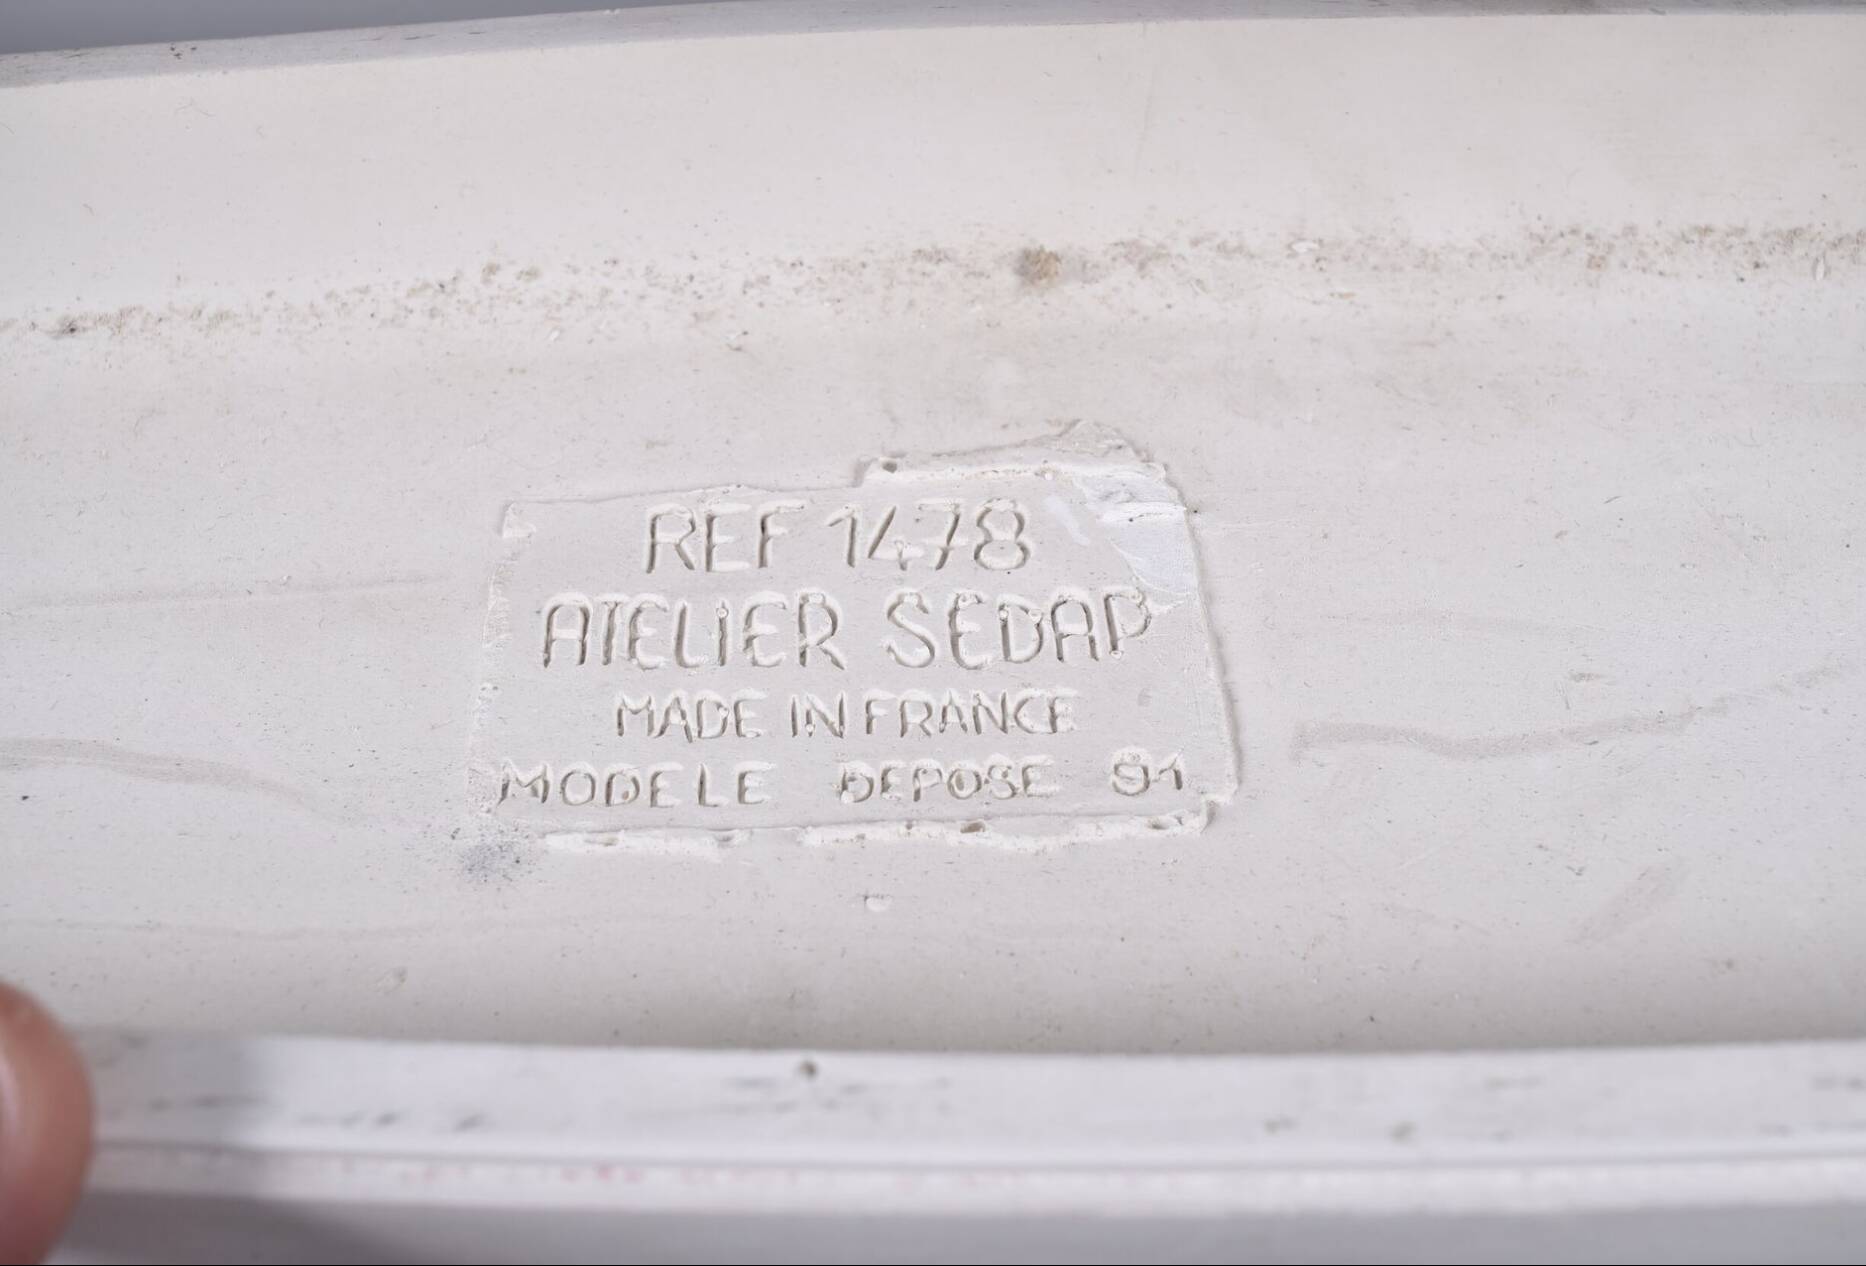 REF 1478
ATELIER SEDAP
MADE IN FRANCE
MODELE DEPOSE 91